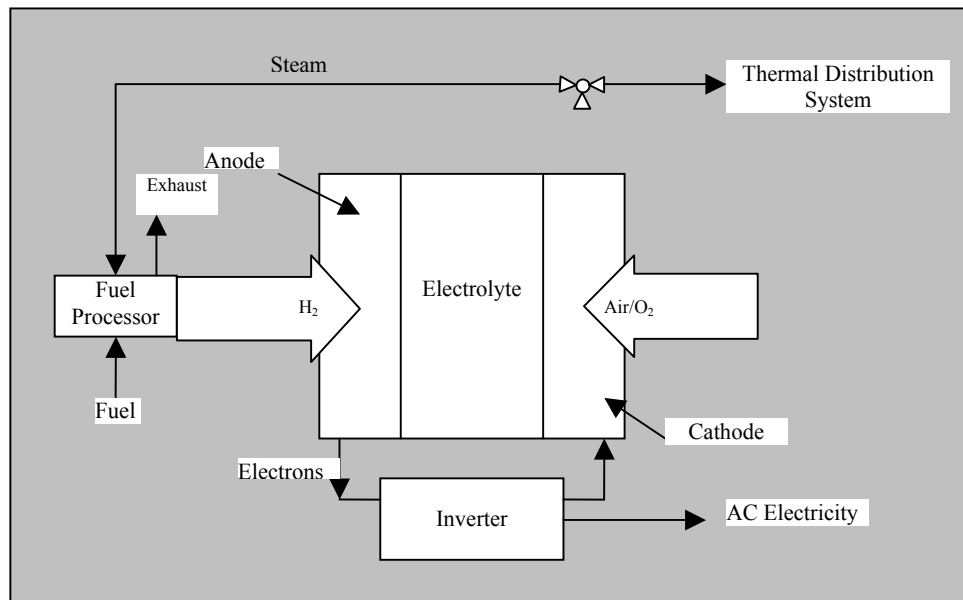 Steam
Thermal Distribution
System
Anode
Exhaust
Fuel
Processor
H₂
Electrolyte
Air/O₂
Fuel
Cathode
Electrons
Inverter
AC Electricity